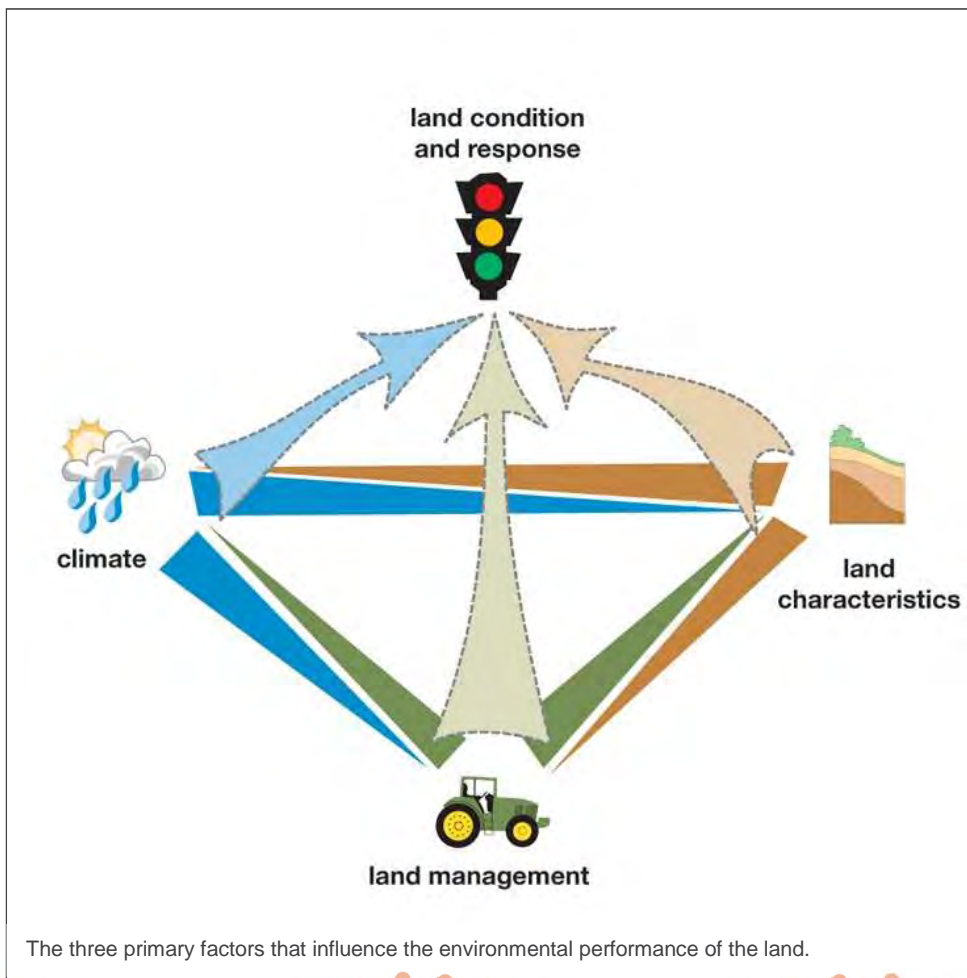 land condition
and response
climate
land
characteristics
land management
The three primary factors that influence the environmental performance of the land.